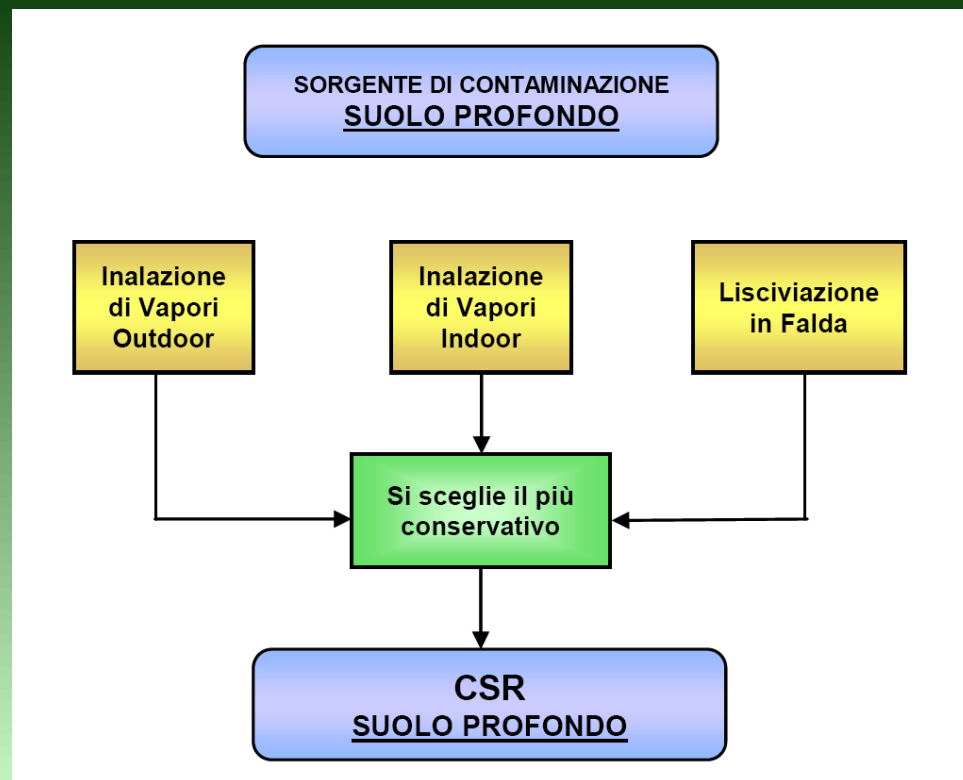 SORGENTE DI CONTAMINAZIONE
SUOLO PROFONDO
Inalazione
di Vapori
Outdoor
Inalazione
di Vapori
Indoor
Lisciviazione
in Falda
Si sceglie il più
conservativo
CSR
SUOLO PROFONDO